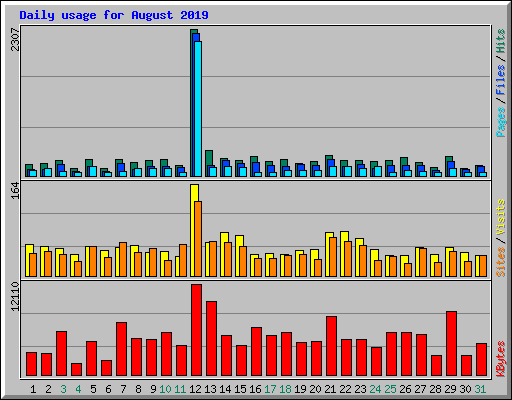 Daily usage for August 2019
2307
Pages / Files / Hits
164
Sites / Visits
12110
KBytes
1 2 3 4 5 6 7 8 9 10 11 12 13 14 15 16 17 18 19 20 21 22 23 24 25 26 27 28 29 30 31